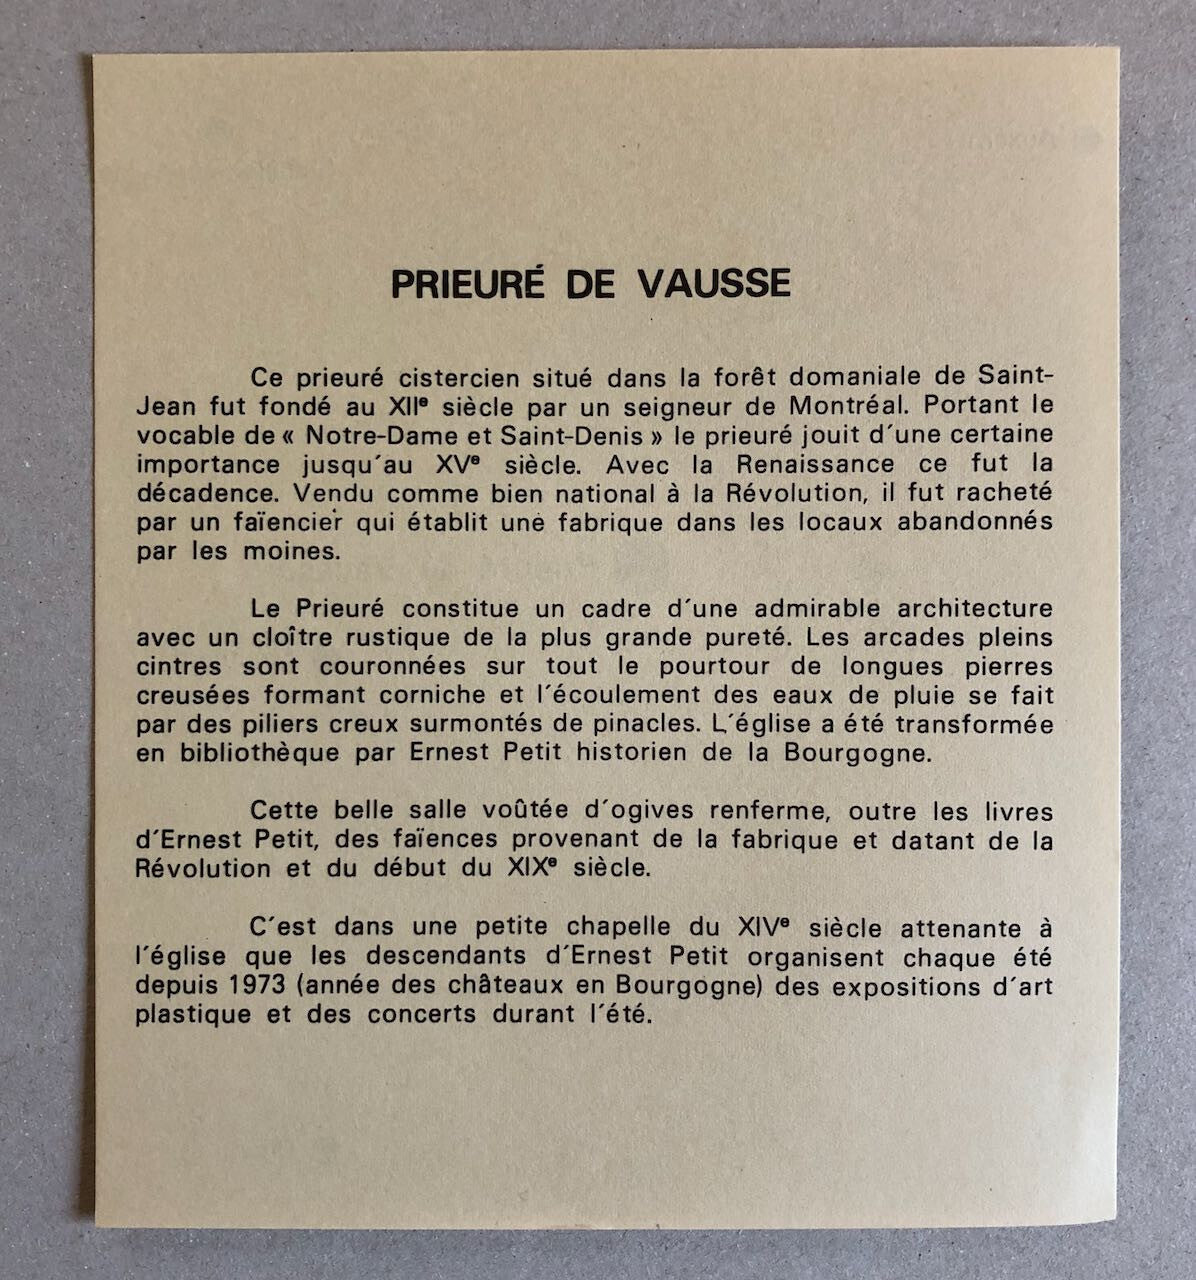 PRIEURÉ DE VAUSSE
Ce prieuré cistercien situé dans la forêt domaniale de Saint-
Jean fut fondé au XIIe siècle par un seigneur de Montréal. Portant le
vocable de « Notre-Dame et Saint-Denis » le prieuré jouit d'une certaine
importance jusqu'au XVe siècle. Avec la Renaissance ce fut la
décadence. Vendu comme bien national à la Révolution, il fut racheté
par un faïencier qui établit une fabrique dans les locaux abandonnés
par les moines.
Le Prieuré constitue un cadre d'une admirable architecture
avec un cloître rustique de la plus grande pureté. Les arcades pleins
cintres sont couronnées sur tout le pourtour de longues pierres
creusées formant corniche et l'écoulement des eaux de pluie se fait
par des piliers creux surmontés de pinacles. L'église a été transformée
en bibliothèque par Ernest Petit historien de la Bourgogne.
Cette belle salle voûtée d'ogives renferme, outre les livres
d'Ernest Petit, des faïences provenant de la fabrique et datant de la
Révolution et du début du XIXe siècle.
C'est dans une petite chapelle du XIVe siècle attenante à
l'église que les descendants d'Ernest Petit organisent chaque été
depuis 1973 (année des châteaux en Bourgogne) des expositions d'art
plastique et des concerts durant l'été.